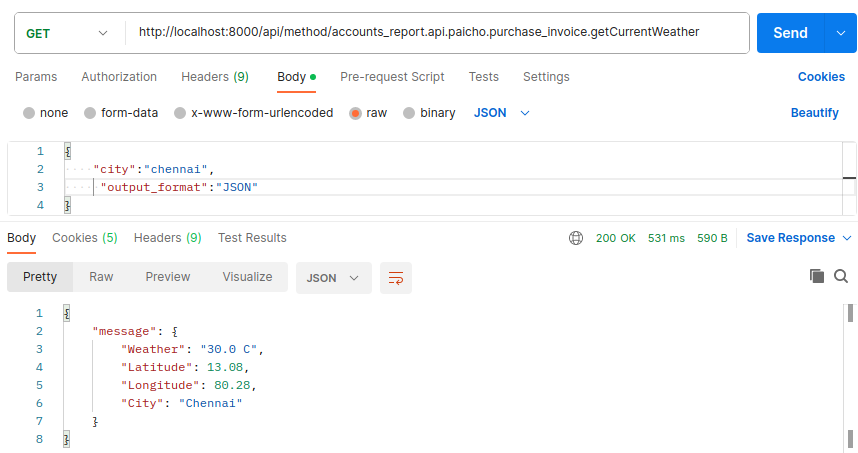 GET http://localhost:8000/api/method/accounts_report.api.paicho.purchase_invoice.getCurrentWeather Send
Params Authorization Headers (9) Body Pre-request Script Tests Settings Cookies
none form-data x-www-form-urlencoded raw binary JSON Beautify
1 {
2 "city":"chennai",
3 "output_format":"JSON"
4 }
Body Cookies (5) Headers (9) Test Results 200 OK 531 ms 590 B Save Response
Pretty Raw Preview Visualize JSON
1 {
2 "message": {
3 "Weather": "30.0 C",
4 "Latitude": 13.08,
5 "Longitude": 80.28,
6 "City": "Chennai"
7 }
8 }